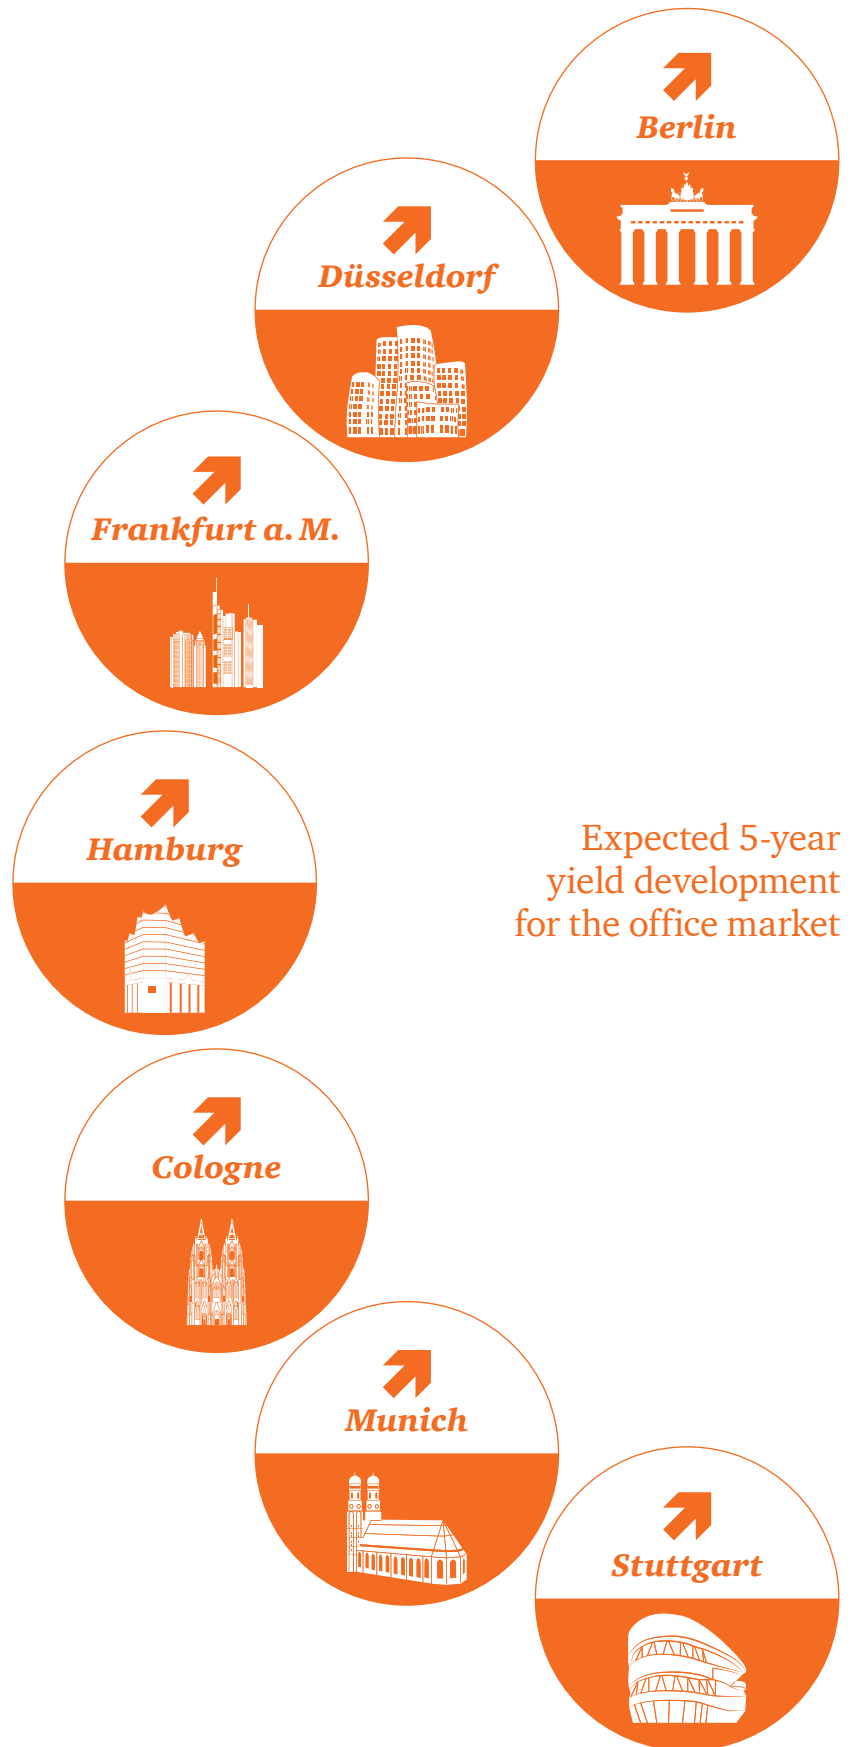 Berlin
Düsseldorf
Frankfurt a. M.
Hamburg
Expected 5-year
yield development
for the office market
Cologne
Munich
Stuttgart